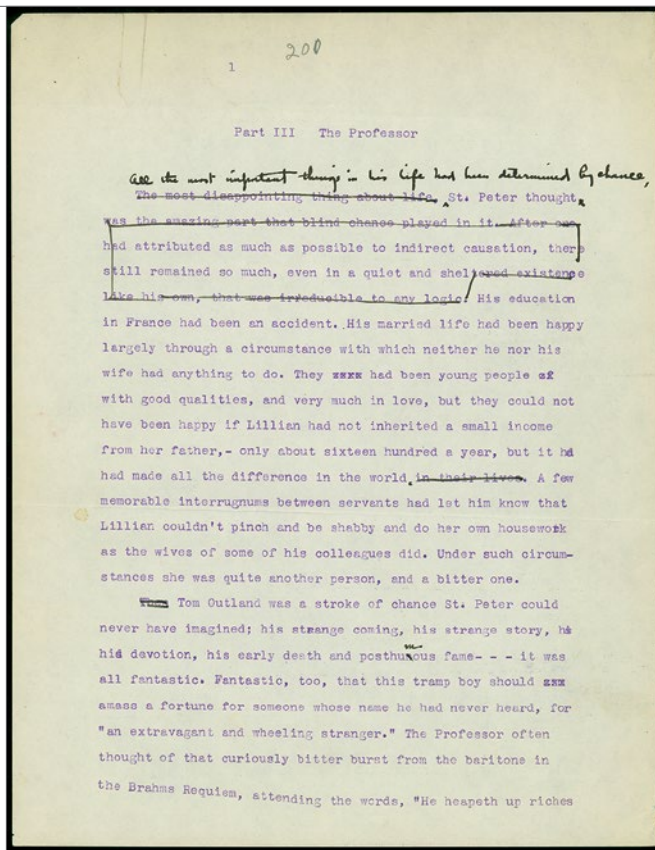 200
1
Part III The Professor
All the most important things in his life had been determined by chance,
The most disappointing thing about life, St. Peter thought
was the amazing part that blind chance played in it. After one
had attributed as much as possible to indirect causation, there
still remained so much, even in a quiet and sheltered existence
like his own, that was irreducible to any logic. His education
in France had been an accident. His married life had been happy
largely through a circumstance with which neither he nor his
wife had anything to do. They xxxx had been young people of
with good qualities, and very much in love, but they could not
have been happy if Lillian had not inherited a small income
from her father,- only about sixteen hundred a year, but it hd
had made all the difference in the world, in their lives. A few
memorable interrugnums between servants had let him know that
Lillian couldn't pinch and be shabby and do her own housework
as the wives of some of his colleagues did. Under such circum-
stances she was quite another person, and a bitter one.
Tom Outland was a stroke of chance St. Peter could
never have imagined; his strange coming, his strange story, hs
hid devotion, his early death and posthumous fame- - - it was
all fantastic. Fantastic, too, that this tramp boy should xxx
amass a fortune for someone whose name he had never heard, for
"an extravagant and wheeling stranger." The Professor often
thought of that curiously bitter burst from the baritone in
the Brahms Requiem, attending the words, "He heapeth up riches